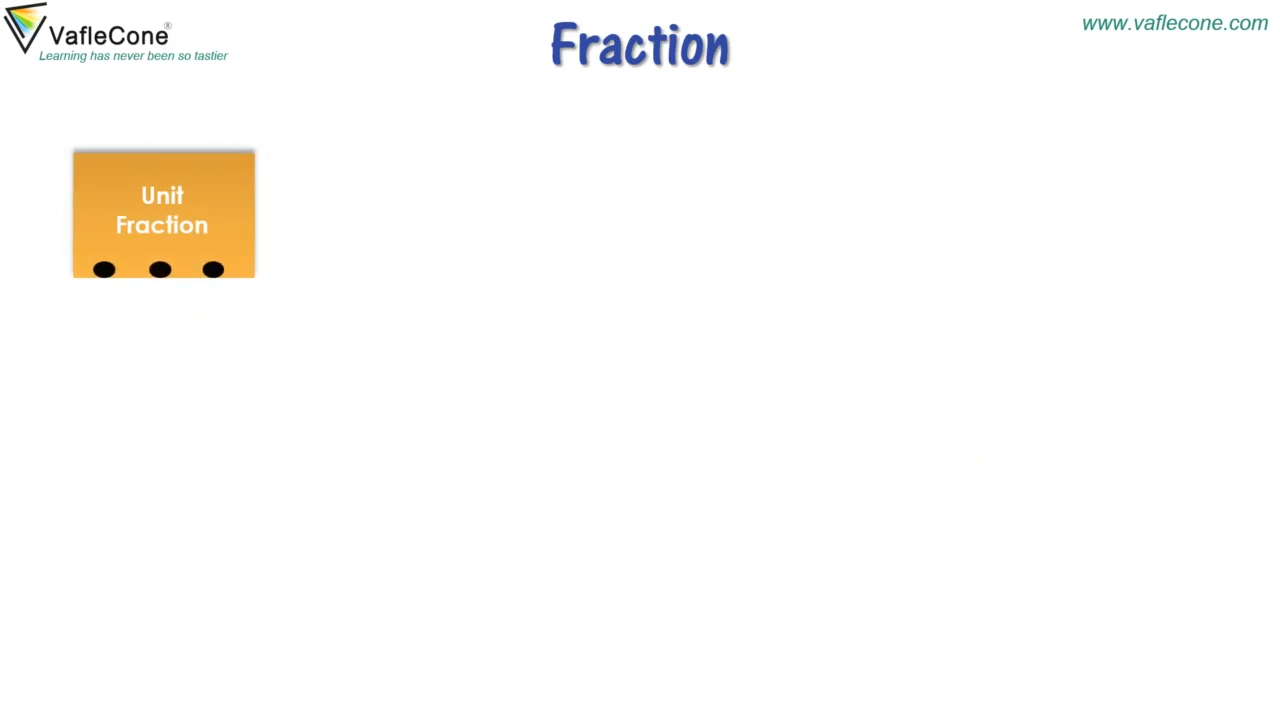 VafleCone®
Learning has never been so tastier
Fraction
www.vaflecone.com
Unit
Fraction